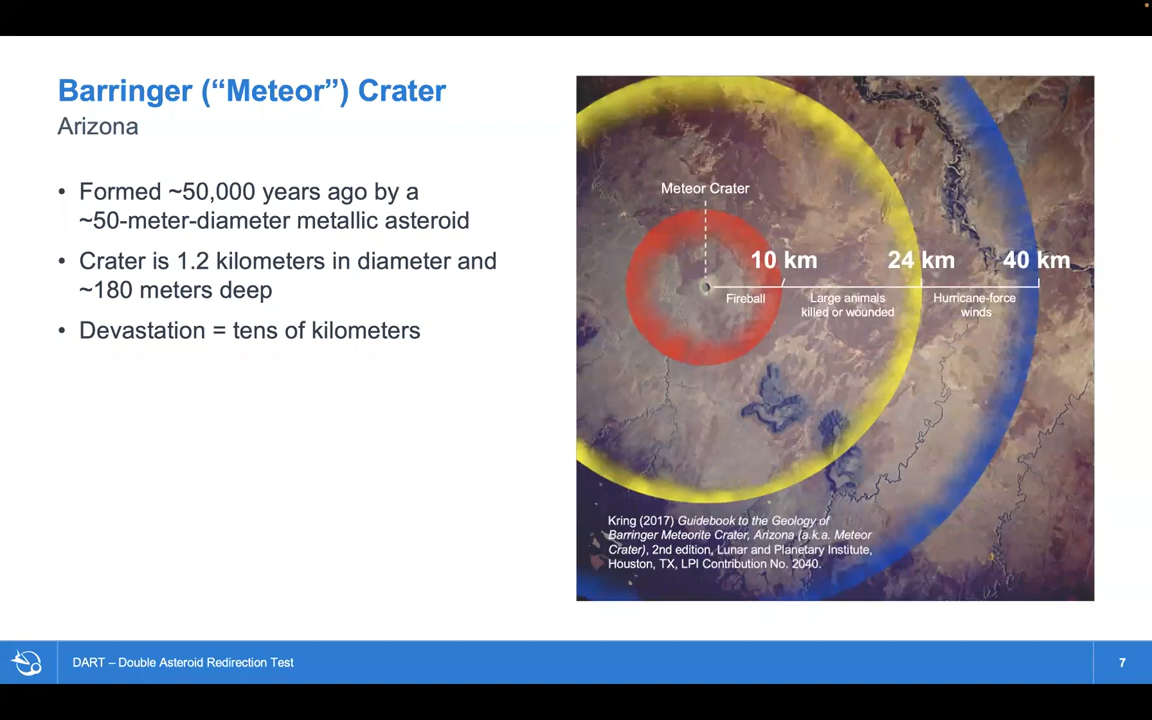 Barringer (“Meteor”) Crater
Arizona
• Formed ~50,000 years ago by a
~50-meter-diameter metallic asteroid
• Crater is 1.2 kilometers in diameter and
~180 meters deep
• Devastation = tens of kilometers
Meteor Crater
10 km
24 km
40 km
Fireball
Large animals
killed or wounded
Hurricane-force
winds
Kring (2017) Guidebook to the Geology of
Barringer Meteorite Crater, Arizona (a.k.a. Meteor
Crater), 2nd edition, Lunar and Planetary Institute,
Houston, TX, LPI Contribution No. 2040.
DART – Double Asteroid Redirection Test
7